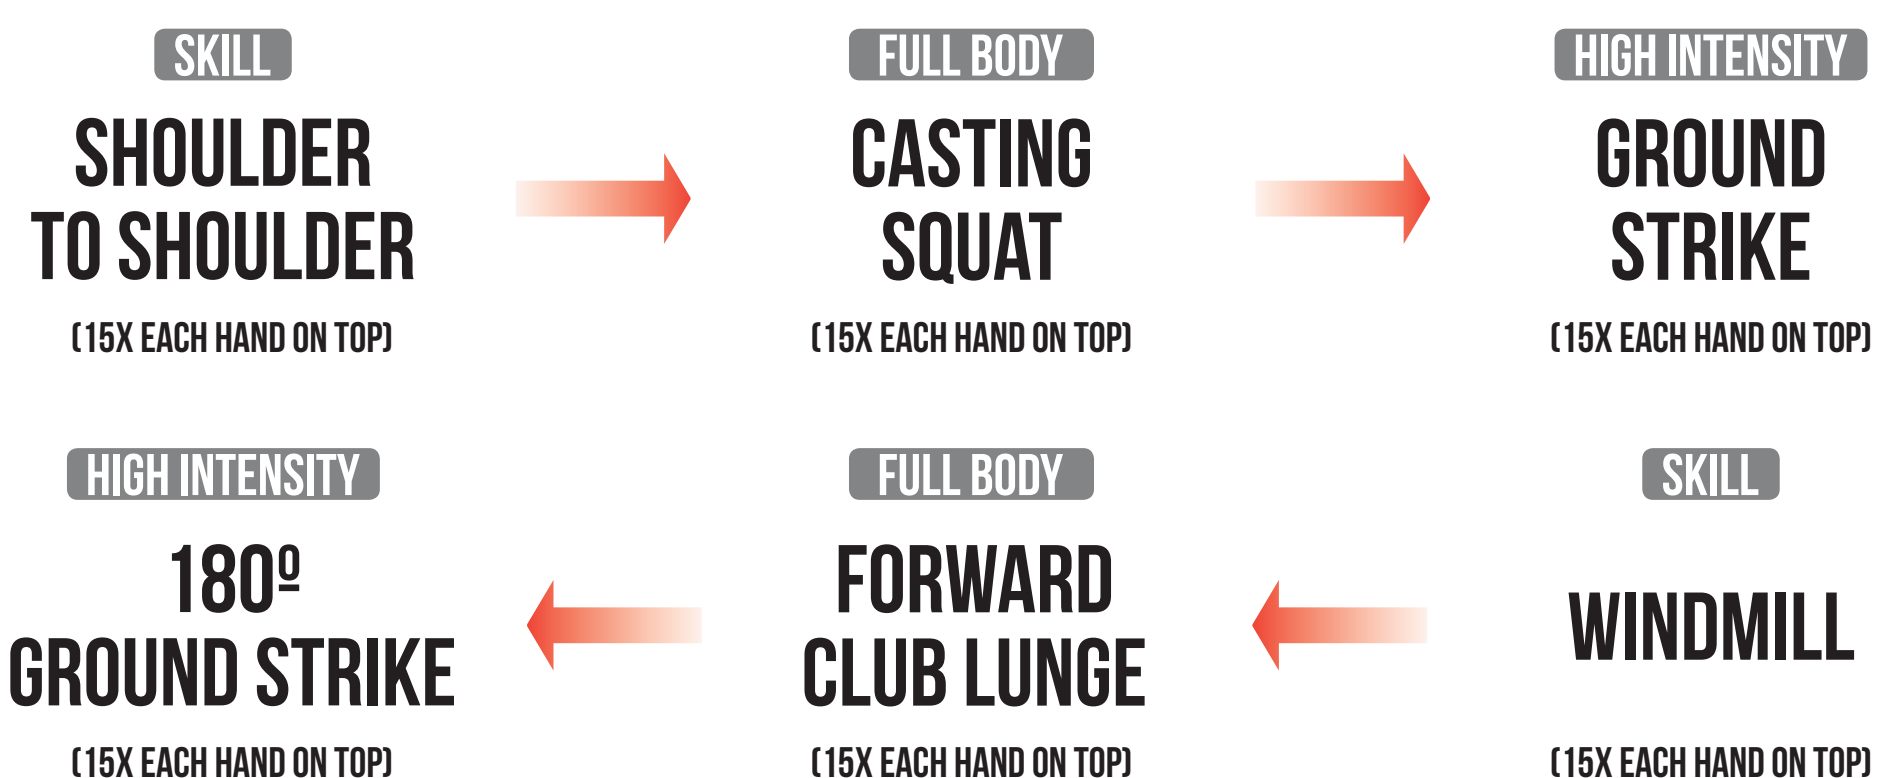 SKILL
SHOULDER
TO SHOULDER
(15X EACH HAND ON TOP)
FULL BODY
CASTING
SQUAT
(15X EACH HAND ON TOP)
HIGH INTENSITY
GROUND
STRIKE
(15X EACH HAND ON TOP)
SKILL
WINDMILL
(15X EACH HAND ON TOP)
FULL BODY
FORWARD
CLUB LUNGE
(15X EACH HAND ON TOP)
HIGH INTENSITY
180º
GROUND STRIKE
(15X EACH HAND ON TOP)